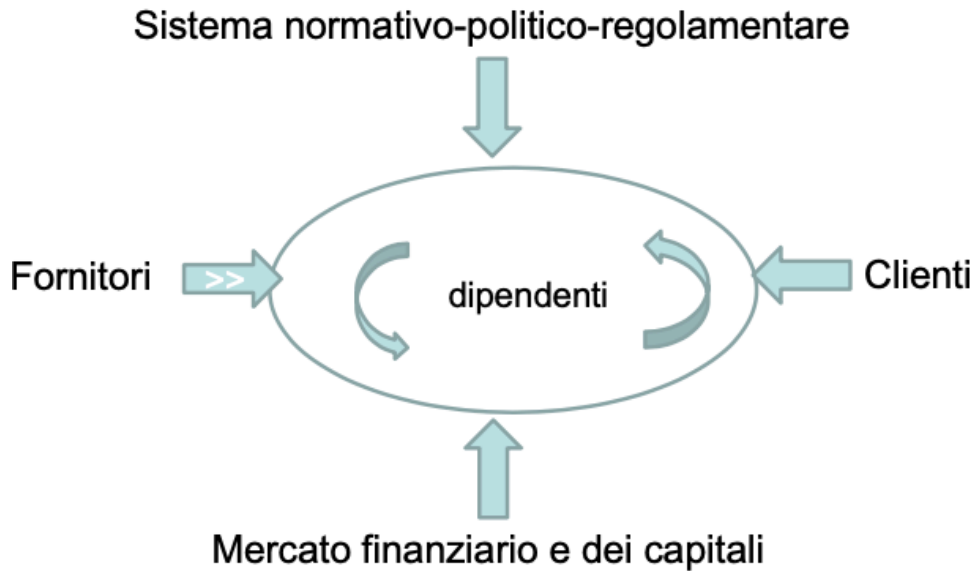 Sistema normativo-politico-regolamentare
Fornitori
>>
dipendenti
Clienti
Mercato finanziario e dei capitali